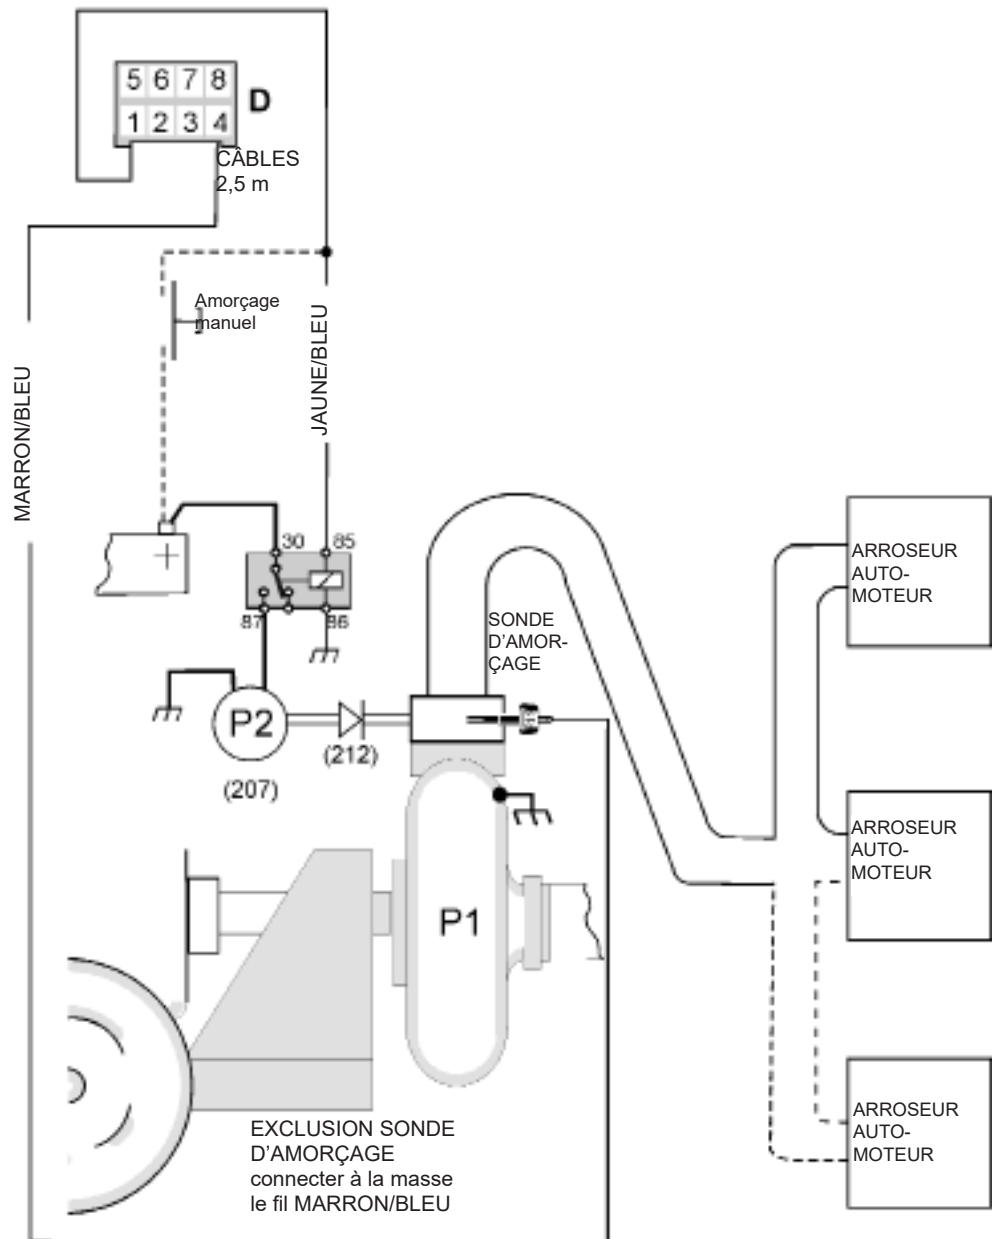 5 6 7 8
D
1 2 3 4
CÂBLES
2,5 m
Amorçage
manuel
JAUNE/BLEU
MARRON/BLEU
+
30
85
87
86
SONDE
D'AMOR-
ÇAGE
ARROSEUR
AUTO-
MOTEUR
P2
(212)
(207)
ARROSEUR
AUTO-
MOTEUR
P1
ARROSEUR
AUTO-
MOTEUR
EXCLUSION SONDE
D'AMORÇAGE
connecter à la masse
le fil MARRON/BLEU